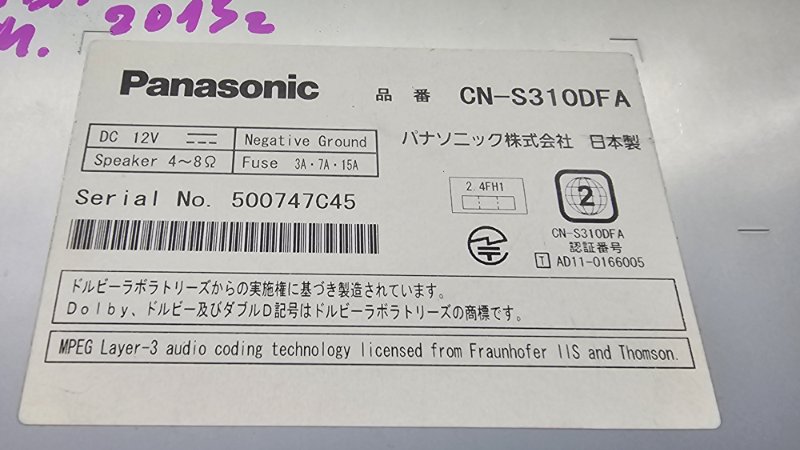 м. 2013г
Panasonic 品番 CN-S310DFA
DC 12V Negative Ground
パナソニック株式会社 日本製
Speaker 4~8Ω Fuse 3A・7A・15A
Serial No. 500747C45
2.4FH1
2
CN-S310DFA
認証番号
T AD11-0166005
ドルビーラボラトリーズからの実施権に基づき製造されています。
Dolby、ドルビー及びダブルD記号はドルビーラボラトリーズの商標です。
MPEG Layer-3 audio coding technology licensed from Fraunhofer IIS and Thomson.